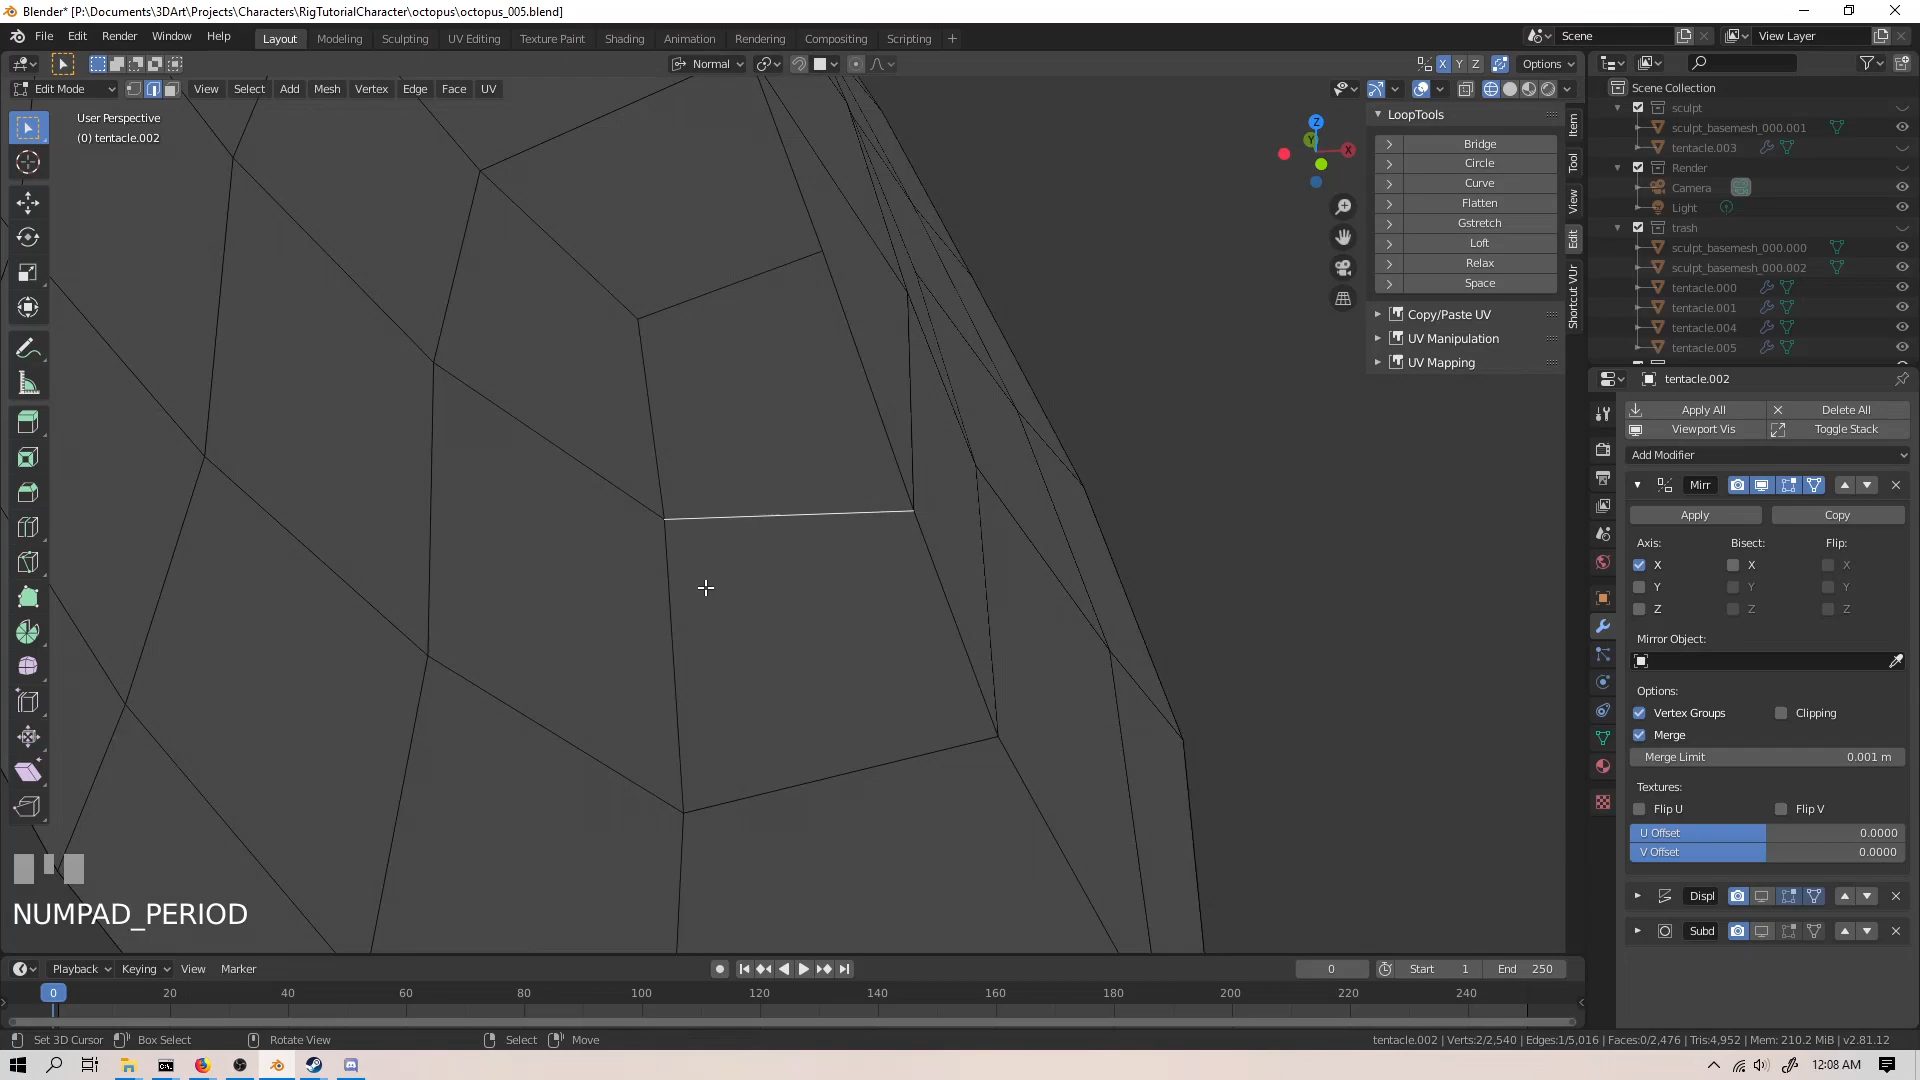 Blender* [P:\Documents\3DArt\Projects\Characters\RigTutorialCharacter\octopus\octopus_005.blend]
File Edit Render Window Help Layout Modeling Sculpting UV Editing Texture Paint Shading Animation Rendering Compositing Scripting + Scene View Layer
Normal X Y Z Options
Edit Mode View Select Add Mesh Vertex Edge Face UV
User Perspective
(0) tentacle.002
LoopTools
Bridge
Circle
Curve
Flatten
Gstretch
Loft
Relax
Space
Copy/Paste UV
UV Manipulation
UV Mapping
Item
Tool
View
Edit
Shortcut VUr
Z
Y
X
Scene Collection
sculpt
sculpt_basemesh_000.001
tentacle.003
Render
Camera
Light
trash
sculpt_basemesh_000.000
sculpt_basemesh_000.002
tentacle.000
tentacle.001
tentacle.004
tentacle.005
tentacle.002
Apply All Delete All
Viewport Vis Toggle Stack
Add Modifier
Mirr
Apply Copy
Axis: Bisect: Flip:
X X X
Y Y Y
Z Z Z
Mirror Object:
Options:
Vertex Groups Clipping
Merge
Merge Limit 0.001 m
Textures:
Flip U Flip V
U Offset 0.0000
V Offset 0.0000
Displ
Subd
NUMPAD_PERIOD
Playback Keying View Marker 0 Start 1 End 250
0 20 40 60 80 100 120 140 160 180 200 220 240
Set 3D Cursor Box Select Rotate View Select Move tentacle.002 | Verts:2/2,540 | Edges:1/5,016 | Faces:0/2,476 | Tris:4,952 | Mem: 210.2 MiB | v2.81.12
12:08 AM